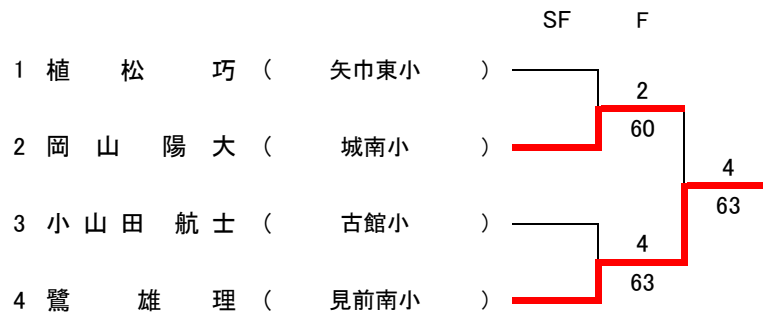 SF F
1 植 松 巧 ( 矢巾東小 )
2
60
2 岡 山 陽 大 ( 城南小 )
4
63
3 小 山 田 航 士 ( 古館小 )
4
63
4 鷺 雄 理 ( 見前南小 )